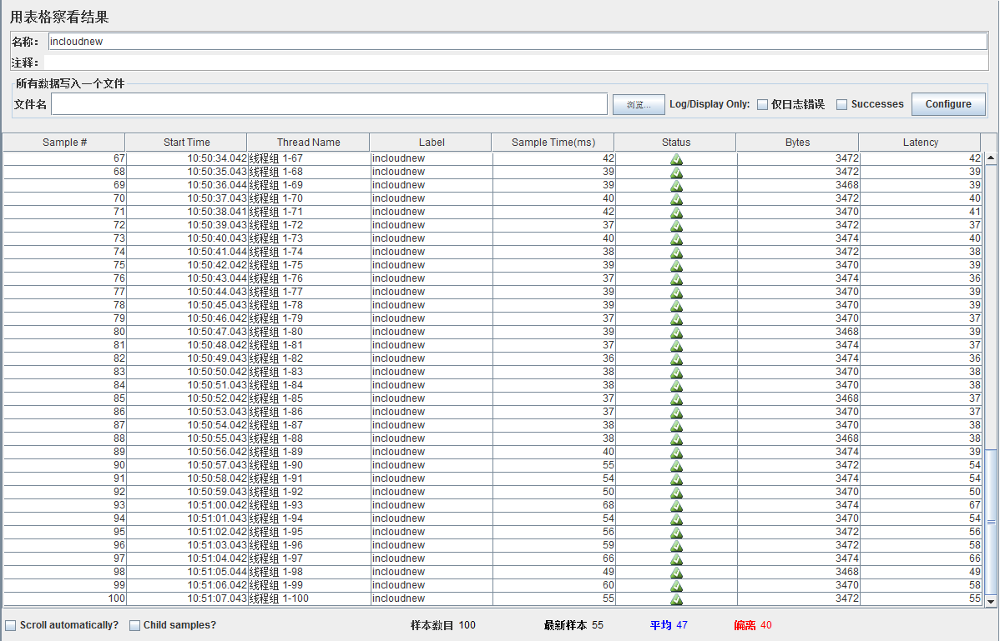 用表格察看结果
名称： incloudnew
注释：
所有数据写入一个文件
文件名 浏览... Log/Display Only: 仅日志错误 Successes Configure
Sample # Start Time Thread Name Label Sample Time(ms) Status Bytes Latency
67 10:50:34.042 线程组 1-67 incloudnew 42 3472 42
68 10:50:35.043 线程组 1-68 incloudnew 39 3472 39
69 10:50:36.044 线程组 1-69 incloudnew 39 3468 39
70 10:50:37.043 线程组 1-70 incloudnew 40 3472 40
71 10:50:38.041 线程组 1-71 incloudnew 42 3470 41
72 10:50:39.043 线程组 1-72 incloudnew 37 3472 37
73 10:50:40.043 线程组 1-73 incloudnew 40 3474 40
74 10:50:41.044 线程组 1-74 incloudnew 38 3472 38
75 10:50:42.042 线程组 1-75 incloudnew 39 3470 39
76 10:50:43.044 线程组 1-76 incloudnew 37 3474 36
77 10:50:44.043 线程组 1-77 incloudnew 39 3470 39
78 10:50:45.043 线程组 1-78 incloudnew 39 3470 39
79 10:50:46.042 线程组 1-79 incloudnew 37 3470 37
80 10:50:47.043 线程组 1-80 incloudnew 39 3468 39
81 10:50:48.042 线程组 1-81 incloudnew 37 3474 37
82 10:50:49.043 线程组 1-82 incloudnew 36 3474 36
83 10:50:50.042 线程组 1-83 incloudnew 38 3470 38
84 10:50:51.043 线程组 1-84 incloudnew 38 3470 38
85 10:50:52.042 线程组 1-85 incloudnew 37 3468 37
86 10:50:53.043 线程组 1-86 incloudnew 37 3470 37
87 10:50:54.042 线程组 1-87 incloudnew 38 3470 38
88 10:50:55.043 线程组 1-88 incloudnew 38 3468 38
89 10:50:56.042 线程组 1-89 incloudnew 40 3474 39
90 10:50:57.043 线程组 1-90 incloudnew 55 3472 54
91 10:50:58.042 线程组 1-91 incloudnew 54 3474 54
92 10:50:59.043 线程组 1-92 incloudnew 50 3470 50
93 10:51:00.042 线程组 1-93 incloudnew 68 3474 67
94 10:51:01.043 线程组 1-94 incloudnew 54 3470 54
95 10:51:02.042 线程组 1-95 incloudnew 56 3472 56
96 10:51:03.043 线程组 1-96 incloudnew 59 3472 58
97 10:51:04.042 线程组 1-97 incloudnew 66 3474 66
98 10:51:05.044 线程组 1-98 incloudnew 49 3468 49
99 10:51:06.042 线程组 1-99 incloudnew 60 3470 58
100 10:51:07.043 线程组 1-100 incloudnew 55 3472 55
Scroll automatically? Child samples? 样本数目 100 最新样本 55 平均 47 偏离 40